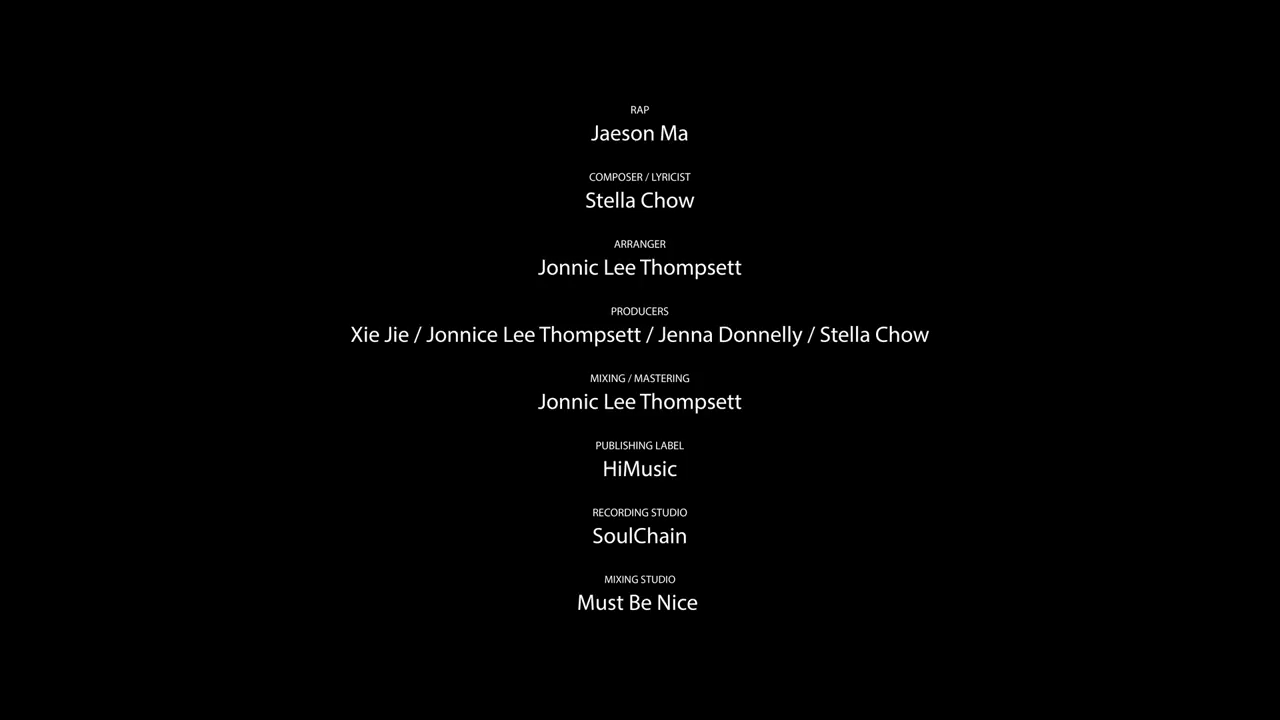 RAP
Jaeson Ma
COMPOSER / LYRICIST
Stella Chow
ARRANGER
Jonnic Lee Thompsett
PRODUCERS
Xie Jie / Jonnice Lee Thompsett / Jenna Donnelly / Stella Chow
MIXING / MASTERING
Jonnic Lee Thompsett
PUBLISHING LABEL
HiMusic
RECORDING STUDIO
SoulChain
MIXING STUDIO
Must Be Nice